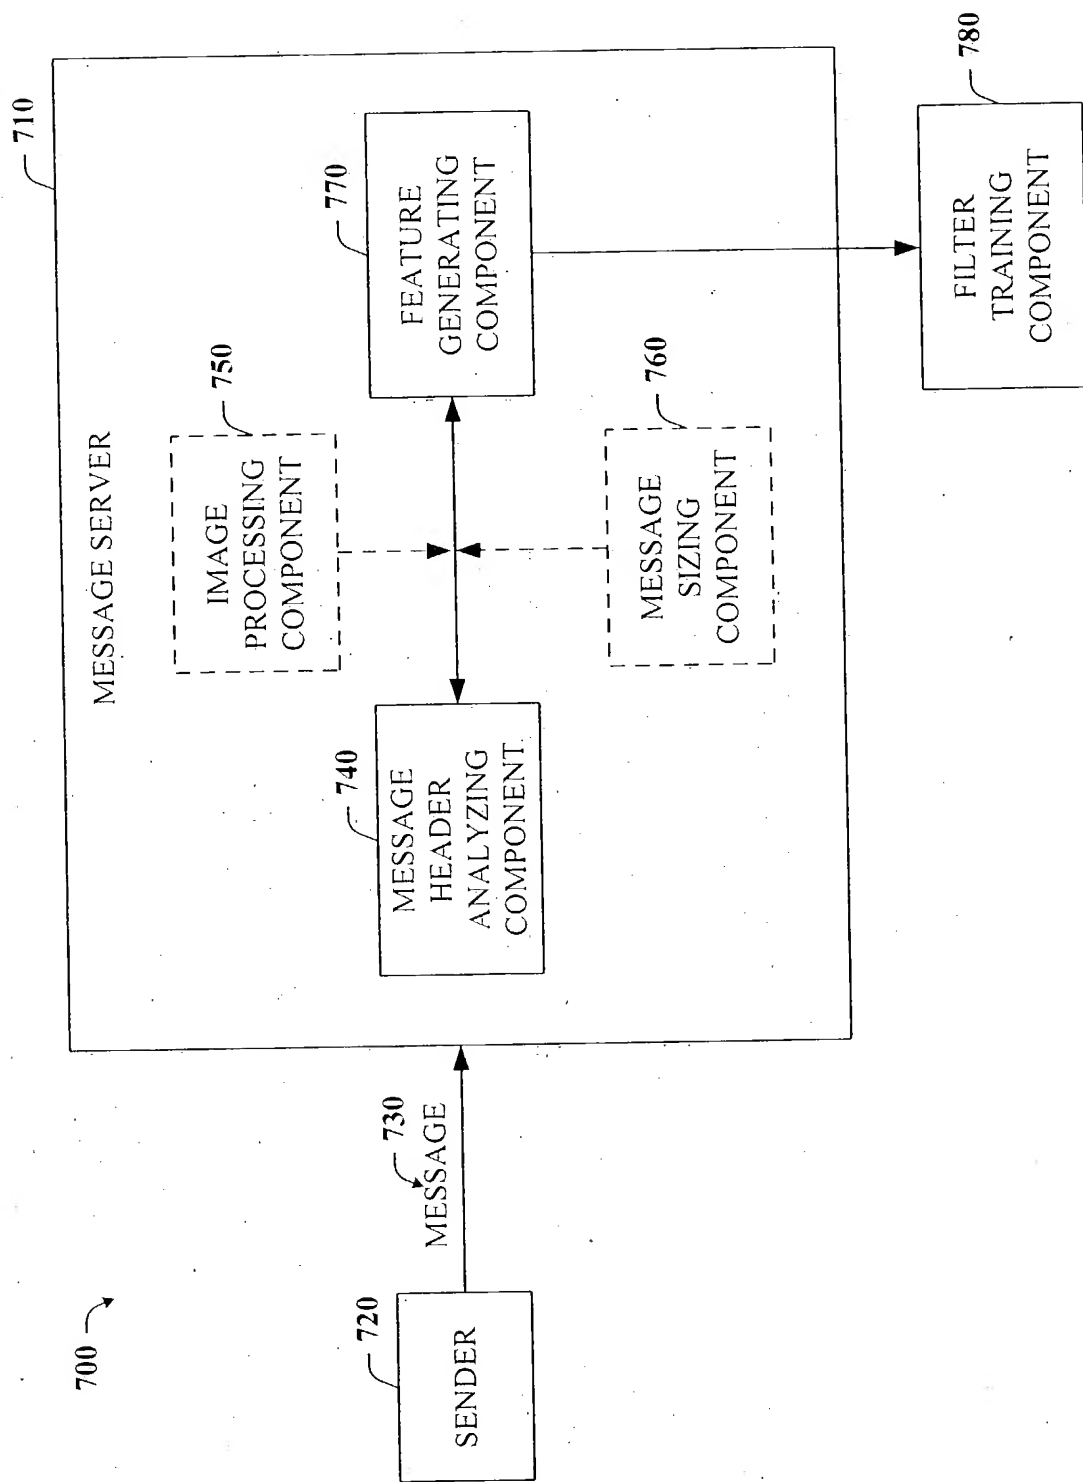 700
710
MESSAGE SERVER
720
SENDER
730
MESSAGE
740
MESSAGE
HEADER
ANALYZING
COMPONENT
750
IMAGE
PROCESSING
COMPONENT
760
MESSAGE
SIZING
COMPONENT
770
FEATURE
GENERATING
COMPONENT
780
FILTER
TRAINING
COMPONENT